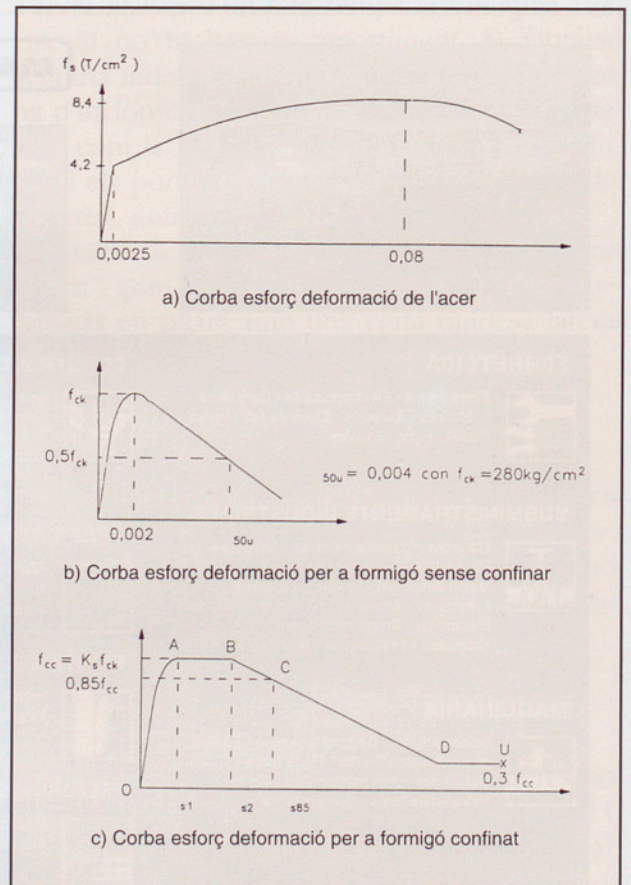 f_s (T/cm²)
8,4
4,2
0.0025
0,08
a) Corba esforç deformació de l'acer
f_ck
0,5f_ck
50u = 0,004 con f_ck =280kg/cm²
0.002
50u
b) Corba esforç deformació per a formigó sense confinar
A
B
f_cc = K_s f_ck
C
0,85f_cc
D
U
0,3 f_cc
O
s1
s2
s85
c) Corba esforç deformació per a formigó confinat